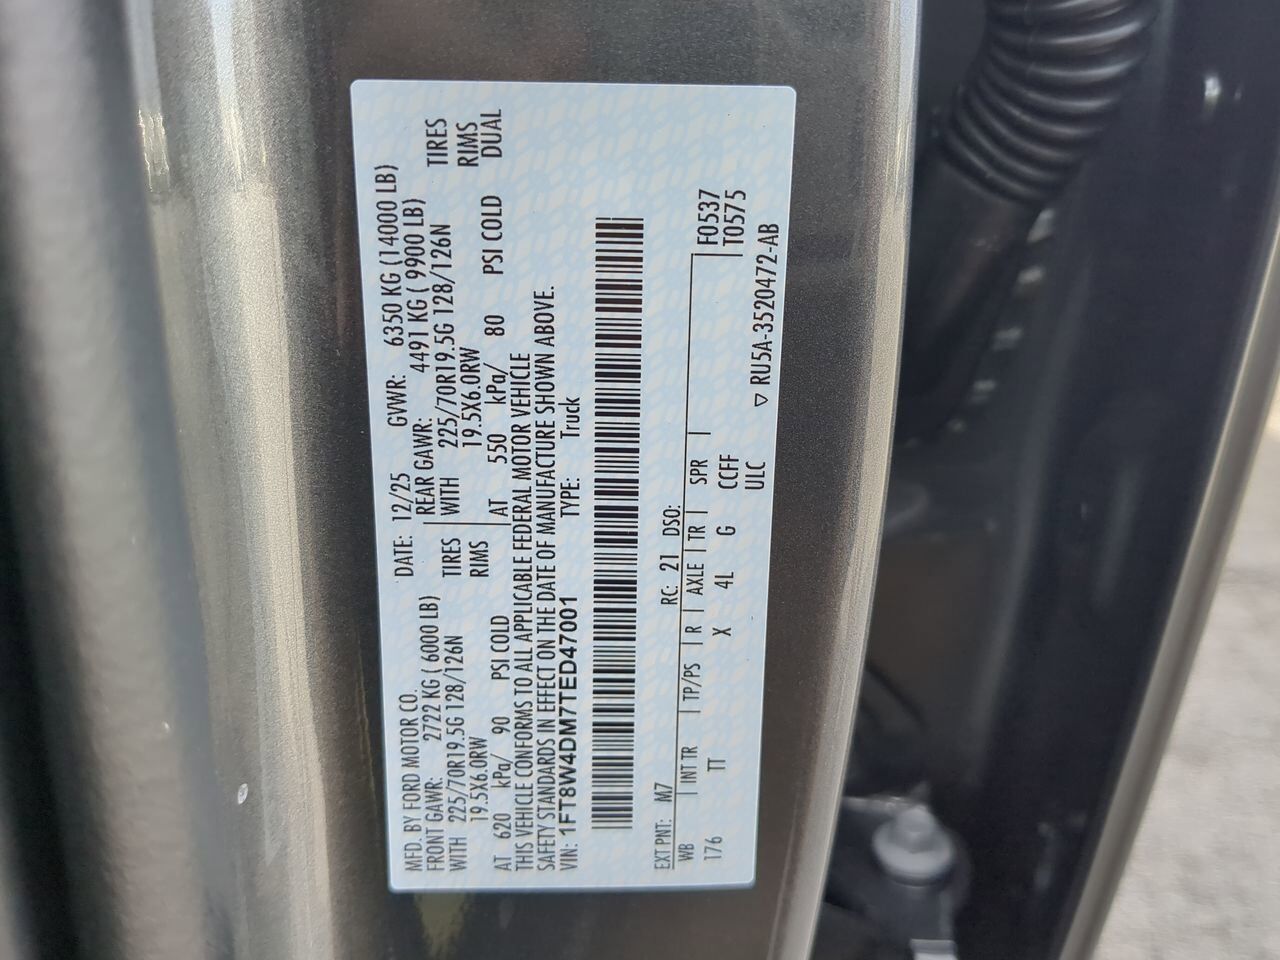 MFD. BY FORD MOTOR CO. DATE: 12/25 GVWR: 6350 KG (14000 LB)
FRONT GAWR: 2722 KG ( 6000 LB) REAR GAWR: 4491 KG ( 9900 LB)
WITH 225/70R19.5G 128/126N TIRES WITH 225/70R19.5G 128/126N TIRES
19.5X6.0RW RIMS 19.5X6.0RW RIMS
AT 620 kPa/ 90 PSI COLD AT 550 kPa/ 80 PSI COLD DUAL
THIS VEHICLE CONFORMS TO ALL APPLICABLE FEDERAL MOTOR VEHICLE
SAFETY STANDARDS IN EFFECT ON THE DATE OF MANUFACTURE SHOWN ABOVE.
VIN: 1FT8W4DM7TED47001 TYPE: Truck
EXT PNT: M7 RC: 21 DSO: F0537
WB INT TR TP/PS R AXLE TR SPR T0575
176 TT X 4L G CCFF
ULC
▽ RU5A-3520472-AB